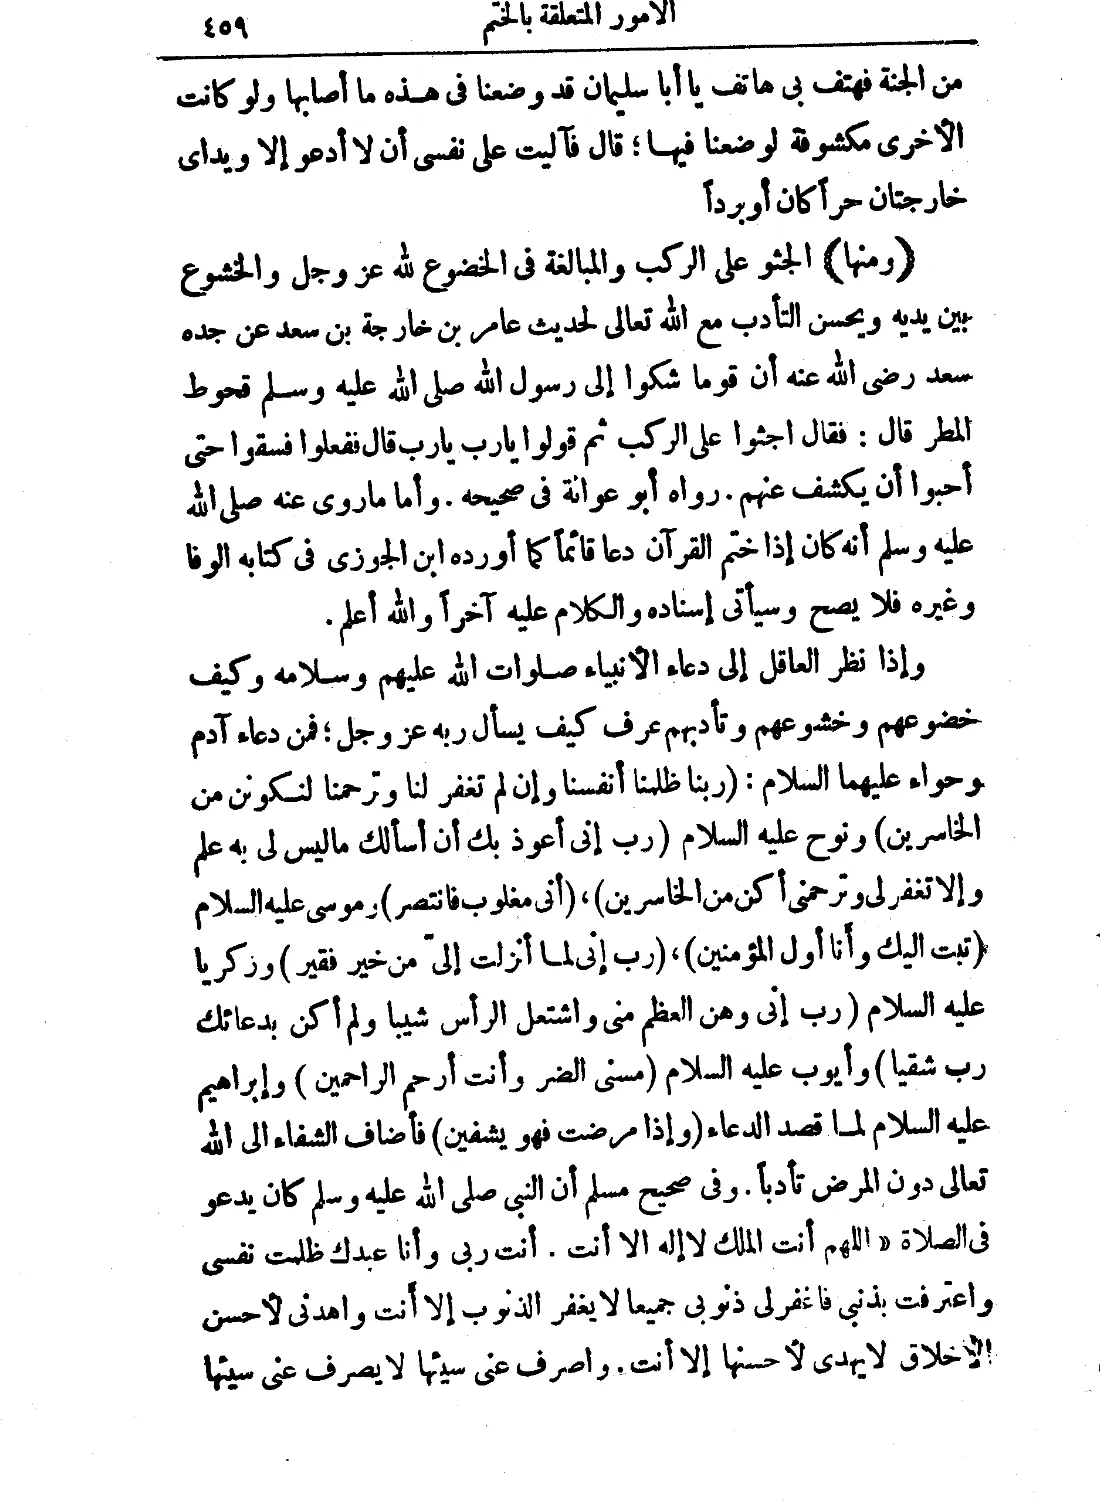 الامور المتعلقة بالختم ٤٥٩
من الجنة فهتف بى هاتف يا أبا سليمان قد وضعنا فى هذه ما أصابها ولو كانت
الأخرى مكشوفة لوضعنا فيها؛ قال فآليت على نفسى أن لا أدعو إلا ويداى
خارجتان حرآ كان أو برداً
(ومنها) الجثو على الركب والمبالغة فى الخضوع لله عز وجل والخشوع
بين يديه ويحسن التأدب مع الله تعالى لحديث عامر بن خارجة بن سعد عن جده
سعد رضى الله عنه أن قوما شكوا إلى رسول الله صلى الله عليه وسلم قحوط
المطر قال : فقال اجثوا على الركب ثم قولوا يارب يارب قال نفعلوا فسقوا حتى
أحبوا أن يكشف عنهم. رواه أبو عوانة فى صحيحه. وأما ماروى عنه صلى الله
عليه وسلم أنه كان إذا ختم القرآن دعا قائماً كما أورده ابن الجوزى فى كتابه الوفا
وغيره فلا يصح وسيأتى إسناده والكلام عليه آخراً والله أعلم.
وإذا نظر العاقل إلى دعاء الأنبياء صلوات الله عليهم وسلامه وكيف
خضوعهم وخشوعهم وتأدبهم عرف كيف يسأل ربه عز وجل؛ فمن دعاء آدم
وحواء عليهما السلام : (ربنا ظلمنا أنفسنا وإن لم تغفر لنا وترحمنا لنكونن من
الخاسرين) ونوح عليه السلام (رب إنى أعوذ بك أن أسألك ماليس لى به علم
وإلا تغفر لى وترحمنى أكن من الخاسرين)، (أنى مغلوب فانتصر) وموسى عليه السلام
(تبت اليك وأنا أول المؤمنين)، (رب إنى لما أنزلت إلىّ من خير فقير) وزكريا
عليه السلام (رب إنى وهن العظم منى واشتعل الرأس شيبا ولم أكن بدعائك
رب شقيا) وأيوب عليه السلام (مسنى الضر وأنت أرحم الراحمين) وإبراهيم
عليه السلام لما قصد الدعاء (وإذا مرضت فهو يشفين) فأضاف الشفاء الى الله
تعالى دون المرض تأدباً. وفى صحيح مسلم أن النبي صلى الله عليه وسلم كان يدعو
فى الصلاة « اللهم أنت الملك لاإله الا أنت . أنت ربى وأنا عبدك ظلمت نفسى
واعترفت بذنبى فاغفر لى ذنوبى جميعا لا يغفر الذنوب إلا أنت واهدنى لأحسن
الأخلاق لا يهدى لأحسنها إلا أنت. واصرف عنى سيئها لا يصرف عنى سيئها